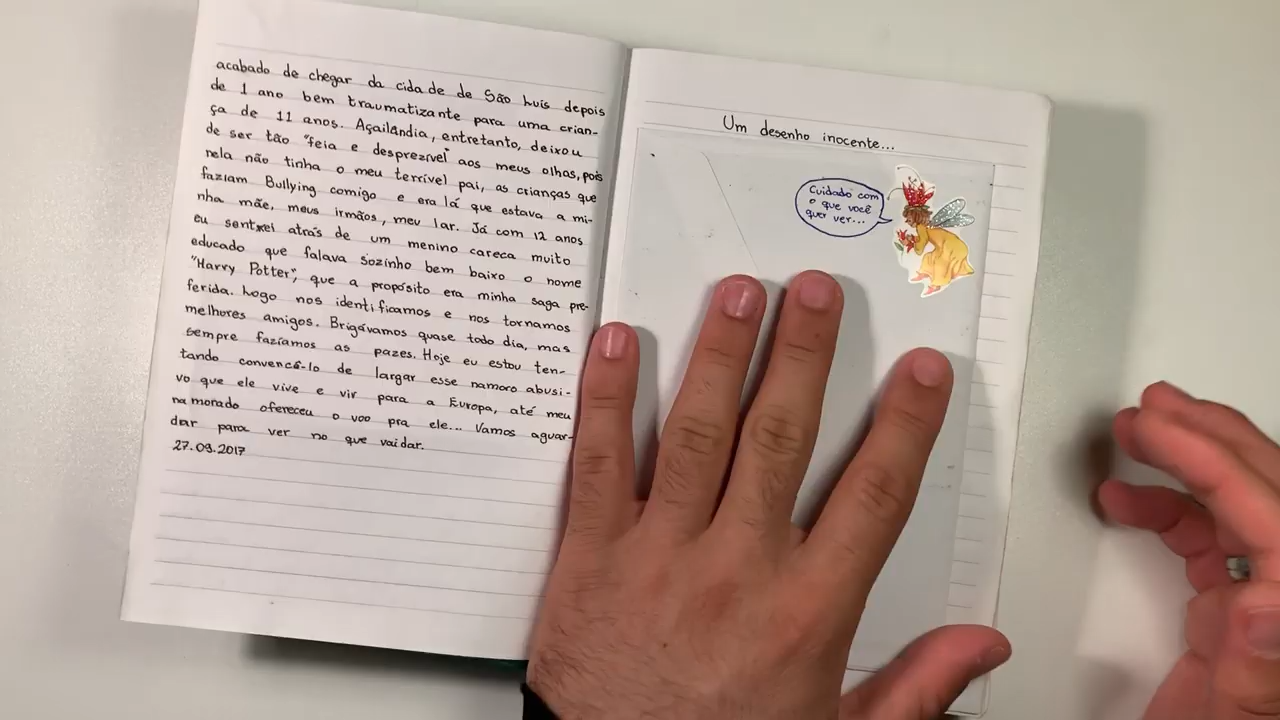 acabado de chegar da cidade de São Luis depois
de 1 ano bem traumatizante para uma crian-
ça de 11 anos. Açailândia, entretanto, deixou
de ser tão "feia e desprezível" aos meus olhos, pois
nela não tinha o meu terrível pai, as crianças que
faziam Bullying comigo e era lá que estava a mi-
nha mãe, meus irmãos, meu lar. Já com 12 anos
eu sentei atrás de um menino careca muito
educado que falava sozinho bem baixo o nome
"Harry Potter", que a propósito era minha saga pre-
ferida. Logo nos identificamos e nos tornamos
melhores amigos. Brigávamos quase todo dia, mas
sempre fazíamos as pazes. Hoje eu estou ten-
tando convencê-lo de largar esse namoro abusi-
vo que ele vive e vir para a Europa, até meu
namorado ofereceu o voo pra ele... Vamos aguar-
dar para ver no que vai dar.
27.09.2017
Um desenho inocente...
Cuidado com
o que você
quer ver...